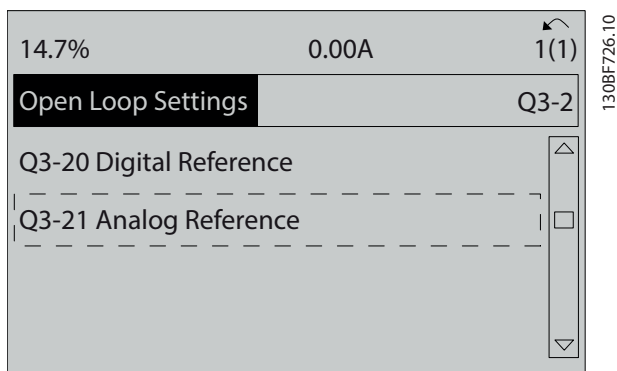 14.7% 0.00A 1(1)
Open Loop Settings Q3-2
Q3-20 Digital Reference
Q3-21 Analog Reference
130BF726.10